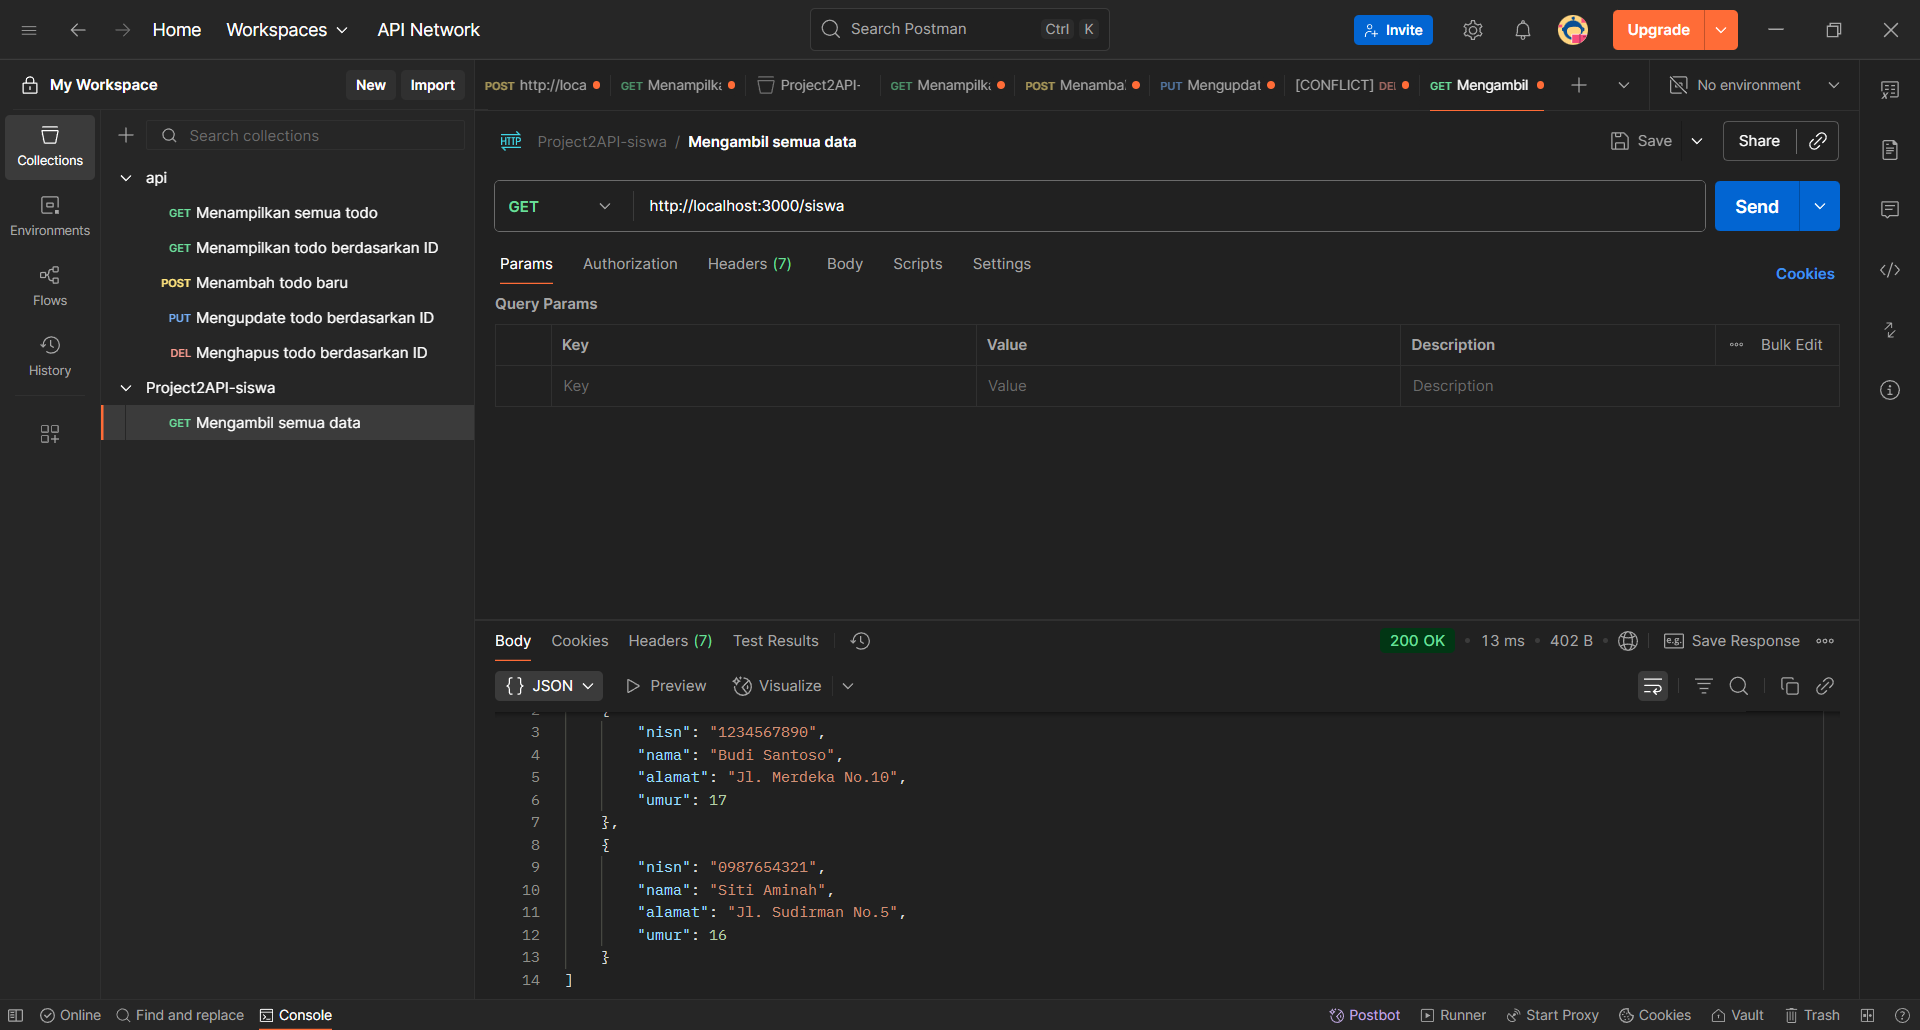 Home
Workspaces
API Network
Search Postman
Ctrl K
Invite
Upgrade
My Workspace
New
Import
POST http://loca
GET Menampilka
Project2API-
GET Menampilka
POST Menamba
PUT Mengupdat
[CONFLICT] DEL
GET Mengambil
No environment
Collections
Environments
Flows
History
Search collections
api
GET Menampilkan semua todo
GET Menampilkan todo berdasarkan ID
POST Menambah todo baru
PUT Mengupdate todo berdasarkan ID
DEL Menghapus todo berdasarkan ID
Project2API-siswa
GET Mengambil semua data
HTTP Project2API-siswa / Mengambil semua data
Save
Share
GET http://localhost:3000/siswa
Send
Params Authorization Headers (7) Body Scripts Settings
Cookies
Query Params
Key Value Description Bulk Edit
Key Value Description
Body Cookies Headers (7) Test Results
200 OK 13 ms 402 B
e.g. Save Response
{} JSON Preview Visualize
2 {
3 "nisn": "1234567890",
4 "nama": "Budi Santoso",
5 "alamat": "Jl. Merdeka No.10",
6 "umur": 17
7 },
8 {
9 "nisn": "0987654321",
10 "nama": "Siti Aminah",
11 "alamat": "Jl. Sudirman No.5",
12 "umur": 16
13 }
14 ]
Online Find and replace Console
Postbot Runner Start Proxy Cookies Vault Trash